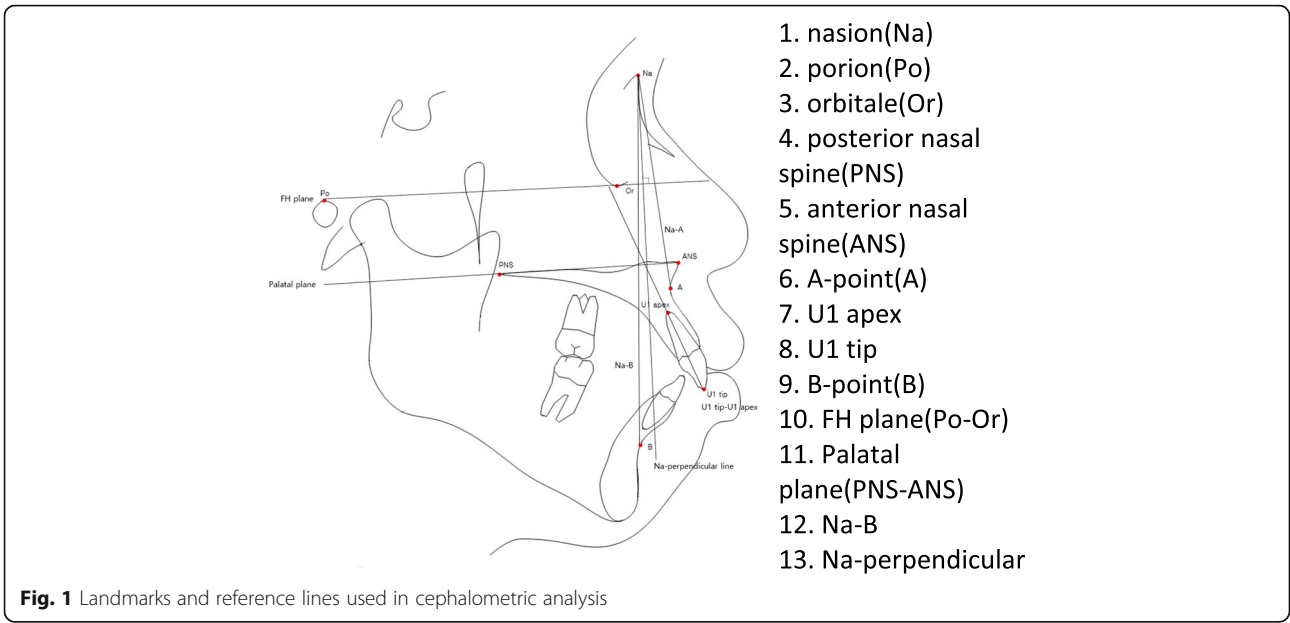 Na
1. nasion(Na)
2. porion(Po)
3. orbitale(Or)
4. posterior nasal
spine(PNS)
5. anterior nasal
spine(ANS)
6. A-point(A)
7. U1 apex
8. U1 tip
9. B-point(B)
10. FH plane(Po-Or)
11. Palatal
plane(PNS-ANS)
12. Na-B
13. Na-perpendicular
FH plane
Po
Or
Na-A
PNS
ANS
Palatal plane
A
U1 apex
Na-B
U1 tip
U1 tip-U1 apex
B
Na-perpendicular line
Fig. 1 Landmarks and reference lines used in cephalometric analysis